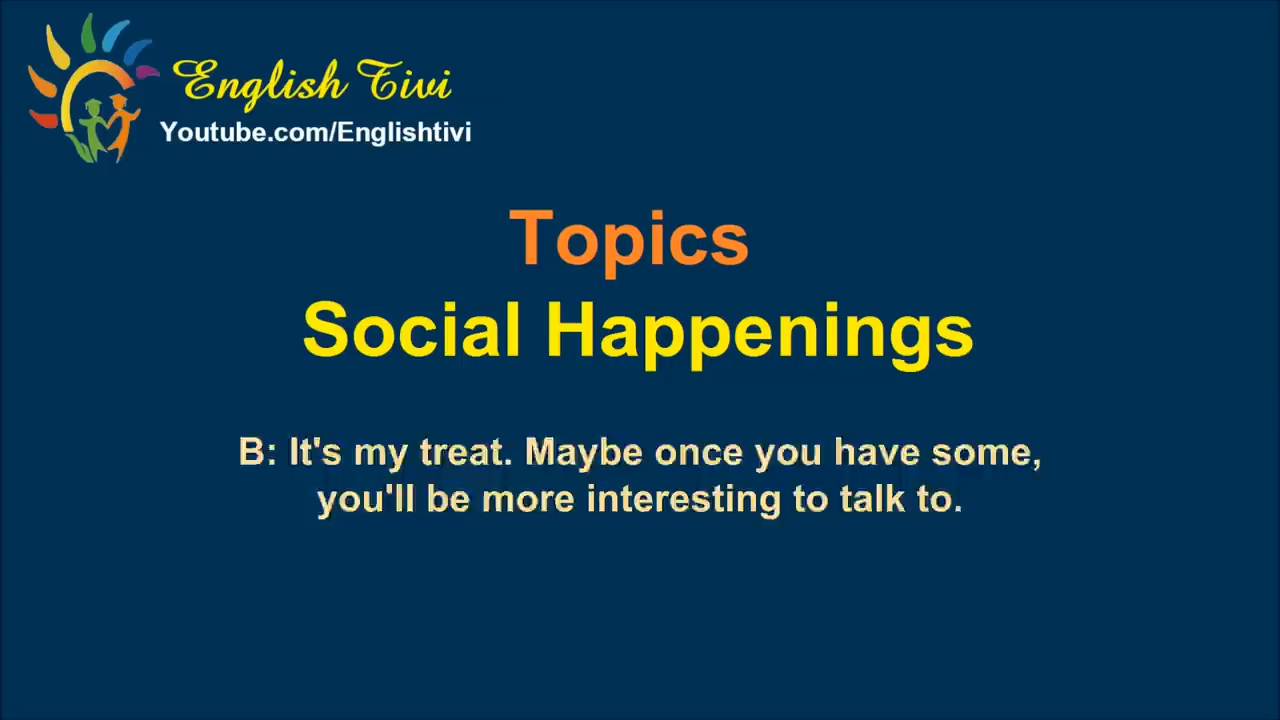 English Tivi
Youtube.com/Englishtivi
Topics
Social Happenings
B: It's my treat. Maybe once you have some,
you'll be more interesting to talk to.